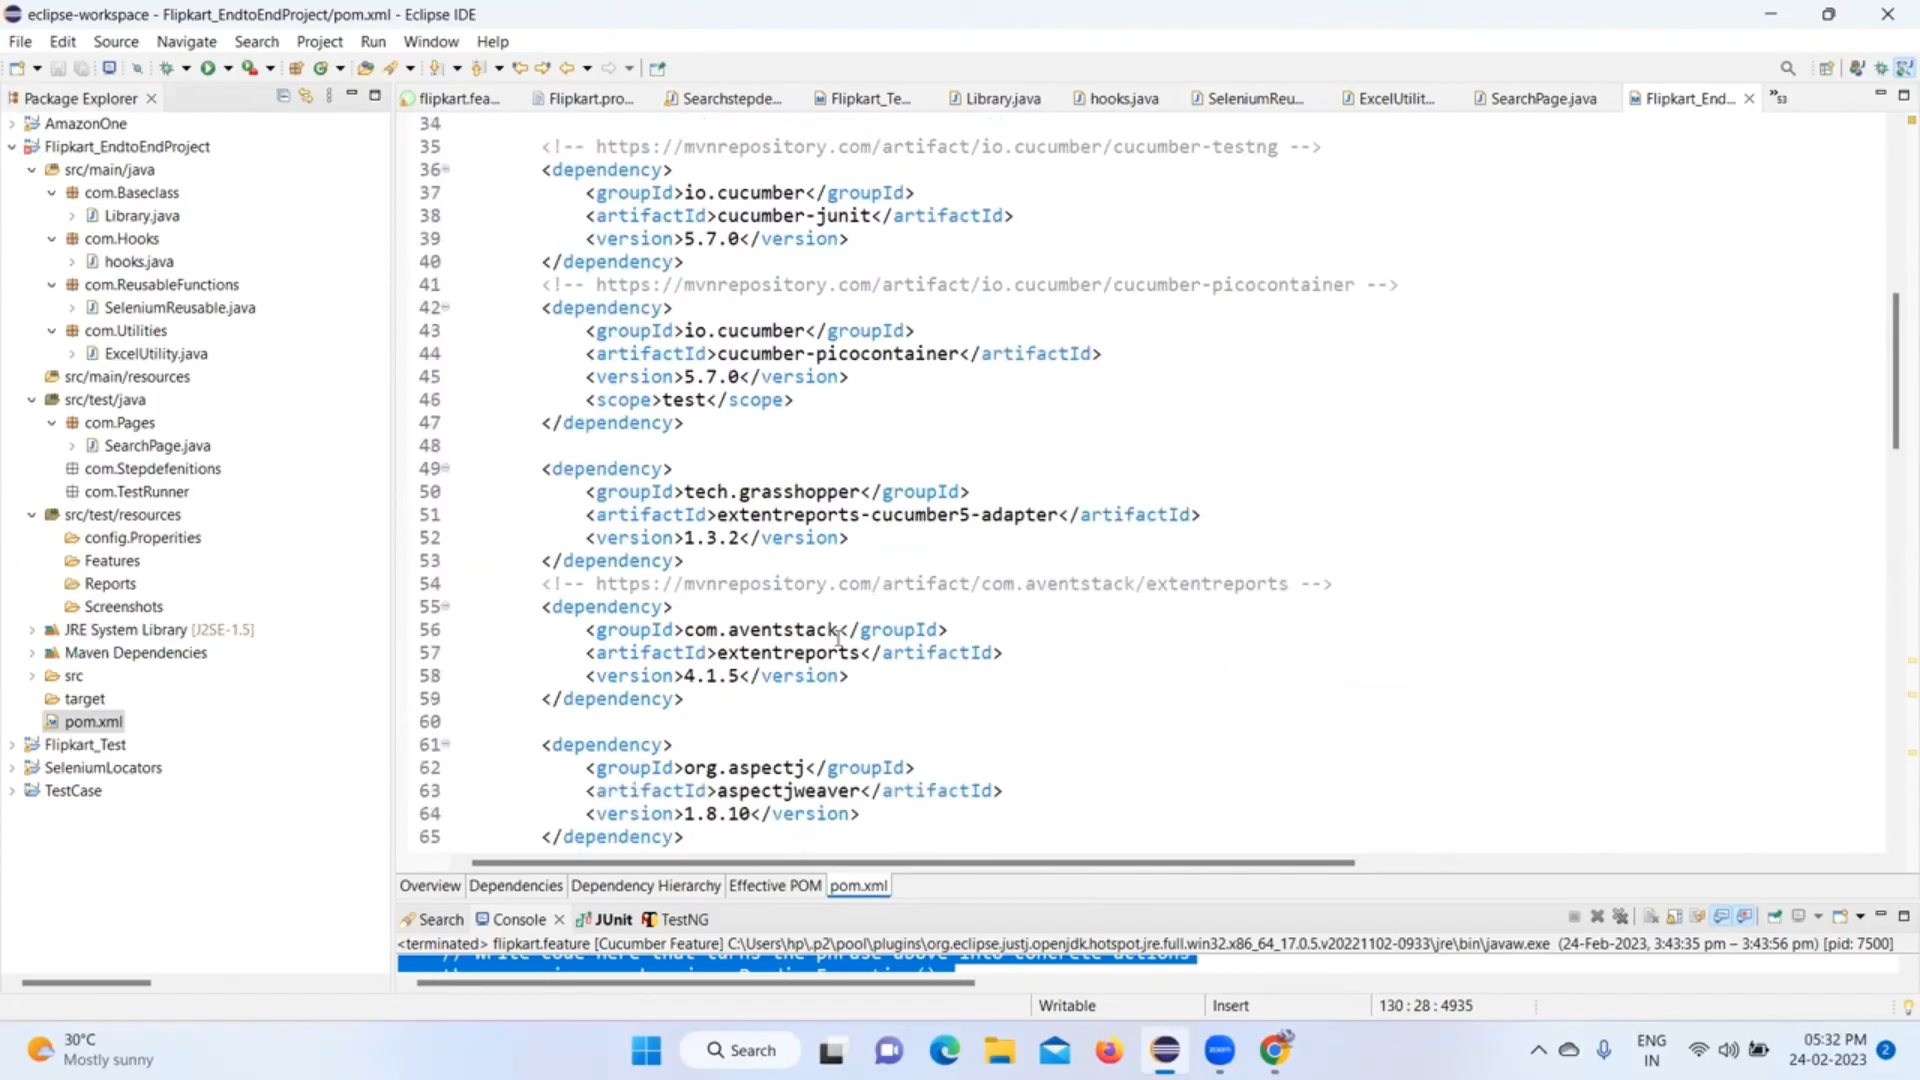 eclipse-workspace - Flipkart_EndtoEndProject/pom.xml - Eclipse IDE
File Edit Source Navigate Search Project Run Window Help
Package Explorer
AmazonOne
Flipkart_EndtoEndProject
src/main/java
com.Baseclass
Library.java
com.Hooks
hooks.java
com.ReusableFunctions
SeleniumReusable.java
com.Utilities
ExcelUtility.java
src/main/resources
src/test/java
com.Pages
SearchPage.java
com.Stepdefenitions
com.TestRunner
src/test/resources
config.Properities
Features
Reports
Screenshots
JRE System Library [J2SE-1.5]
Maven Dependencies
src
target
pom.xml
Flipkart_Test
SeleniumLocators
TestCase
flipkart.fea... Flipkart.pro... Searchstepde... Flipkart_Te... Library.java hooks.java SeleniumReu... ExcelUtilit... SearchPage.java Flipkart_End... »53
34
35 <!-- https://mvnrepository.com/artifact/io.cucumber/cucumber-testng -->
36 <dependency>
37 <groupId>io.cucumber</groupId>
38 <artifactId>cucumber-junit</artifactId>
39 <version>5.7.0</version>
40 </dependency>
41 <!-- https://mvnrepository.com/artifact/io.cucumber/cucumber-picocontainer -->
42 <dependency>
43 <groupId>io.cucumber</groupId>
44 <artifactId>cucumber-picocontainer</artifactId>
45 <version>5.7.0</version>
46 <scope>test</scope>
47 </dependency>
48
49 <dependency>
50 <groupId>tech.grasshopper</groupId>
51 <artifactId>extentreports-cucumber5-adapter</artifactId>
52 <version>1.3.2</version>
53 </dependency>
54 <!-- https://mvnrepository.com/artifact/com.aventstack/extentreports -->
55 <dependency>
56 <groupId>com.aventstack</groupId>
57 <artifactId>extentreports</artifactId>
58 <version>4.1.5</version>
59 </dependency>
60
61 <dependency>
62 <groupId>org.aspectj</groupId>
63 <artifactId>aspectjweaver</artifactId>
64 <version>1.8.10</version>
65 </dependency>
Overview Dependencies Dependency Hierarchy Effective POM pom.xml
Search Console JUnit TestNG
<terminated> flipkart.feature [Cucumber Feature] C:\Users\hp\.p2\pool\plugins\org.eclipse.justj.openjdk.hotspot.jre.full.win32.x86_64_17.0.5.v20221102-0933\jre\bin\javaw.exe (24-Feb-2023, 3:43:35 pm – 3:43:56 pm) [pid: 7500]
// Write code here that turns the phrase above into concrete actions
Writable Insert 130 : 28 : 4935
30°C
Mostly sunny
Search
zoom
ENG
IN
05:32 PM
24-02-2023
2